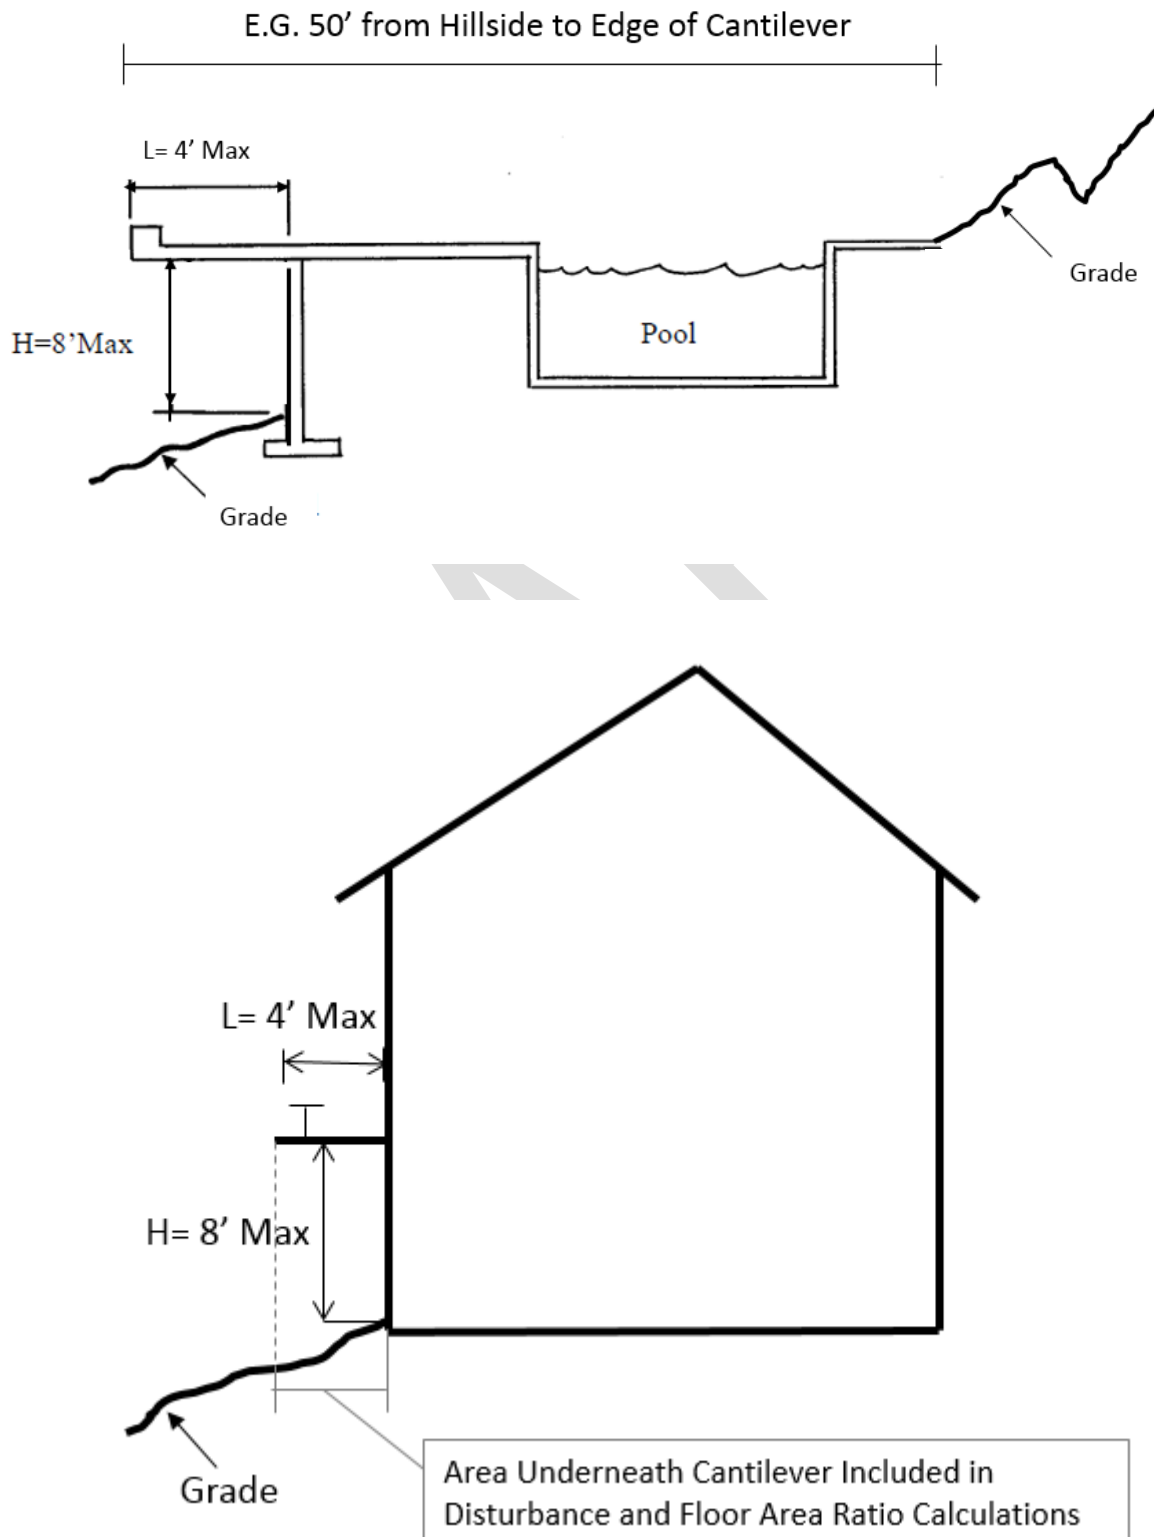 E.G. 50’ from Hillside to Edge of Cantilever
L= 4’ Max
Grade
H=8’Max
Pool
Grade
L= 4’ Max
H= 8’ Max
Grade
Area Underneath Cantilever Included in
Disturbance and Floor Area Ratio Calculations